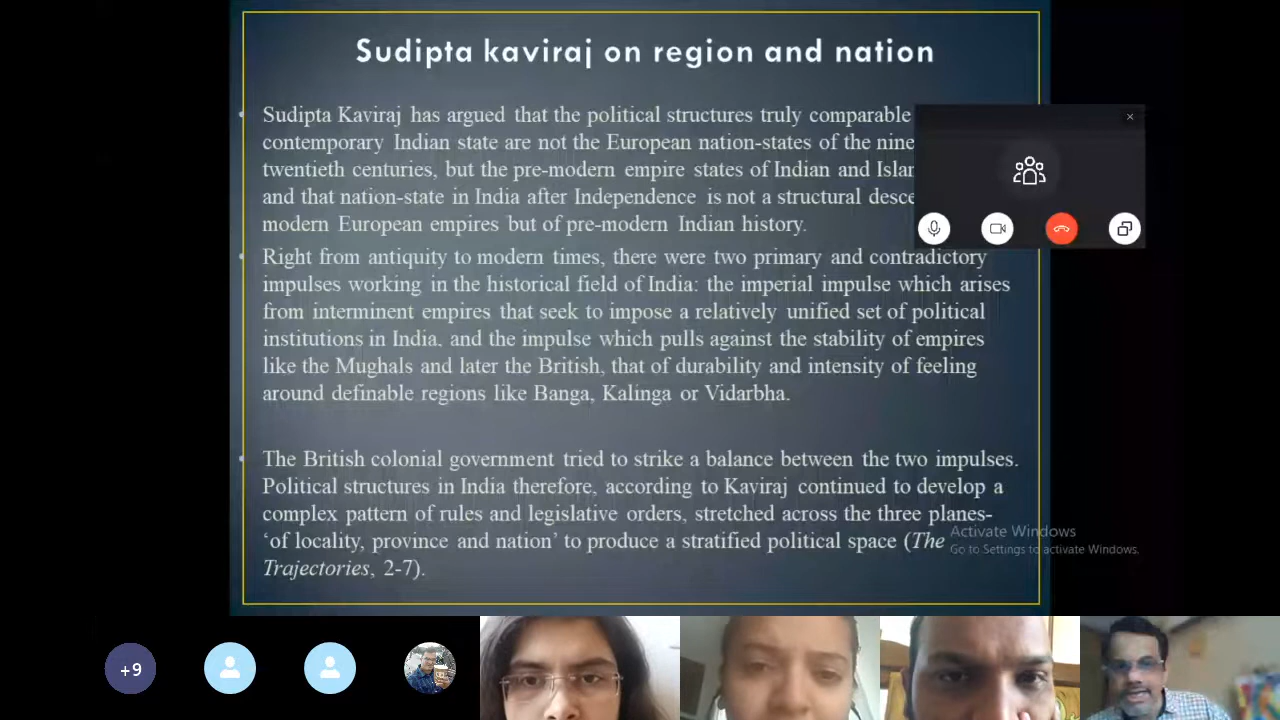 Sudipta kaviraj on region and nation
• Sudipta Kaviraj has argued that the political structures truly comparable
contemporary Indian state are not the European nation-states of the
twentieth centuries, but the pre-modern empire states of Indian and
and that nation-state in India after Independence is not a structural
modern European empires but of pre-modern Indian history.
• Right from antiquity to modern times, there were two primary and contradictory
impulses working in the historical field of India: the imperial impulse which arises
from interminent empires that seek to impose a relatively unified set of political
institutions in India, and the impulse which pulls against the stability of empires
like the Mughals and later the British, that of durability and intensity of feeling
around definable regions like Banga, Kalinga or Vidarbha.
• The British colonial government tried to strike a balance between the two impulses.
Political structures in India therefore, according to Kaviraj continued to develop a
complex pattern of rules and legislative orders, stretched across the three planes-
‘of locality, province and nation’ to produce a stratified political space (The
Trajectories, 2-7).
Activate Windows
Go to Settings to activate Windows.
+9